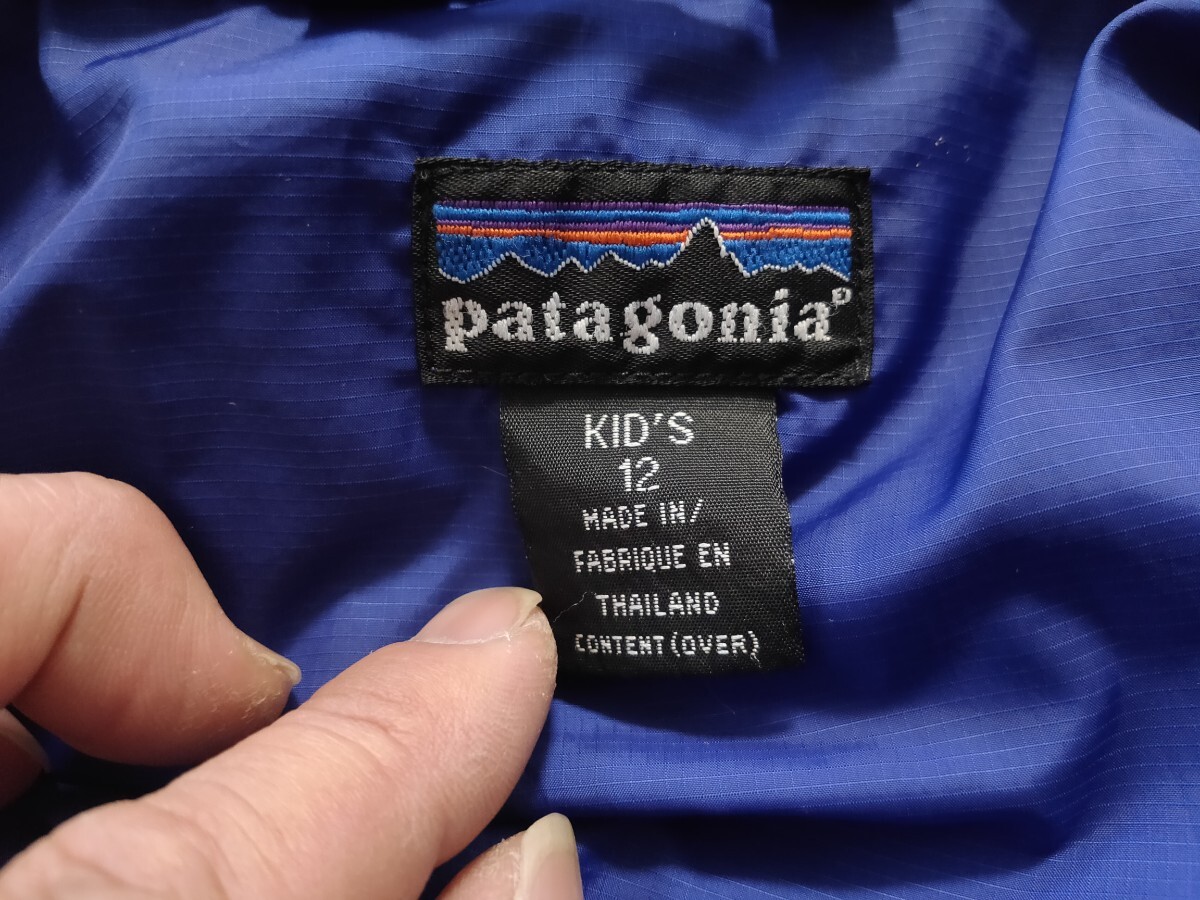 patagonia®
KID'S
12
MADE IN/
FABRIQUE EN
THAILAND
CONTENT (OVER)